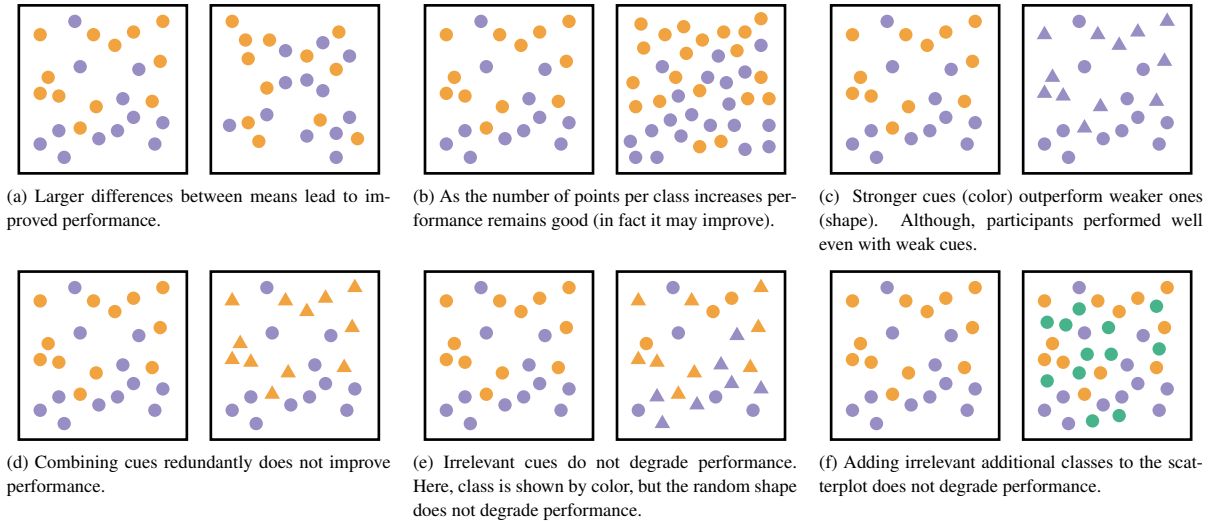 (a) Larger differences between means lead to im-
proved performance.
(b) As the number of points per class increases per-
formance remains good (in fact it may improve).
(c) Stronger cues (color) outperform weaker ones
(shape). Although, participants performed well
even with weak cues.
(d) Combining cues redundantly does not improve
performance.
(e) Irrelevant cues do not degrade performance.
Here, class is shown by color, but the random shape
does not degrade performance.
(f) Adding irrelevant additional classes to the scat-
terplot does not degrade performance.